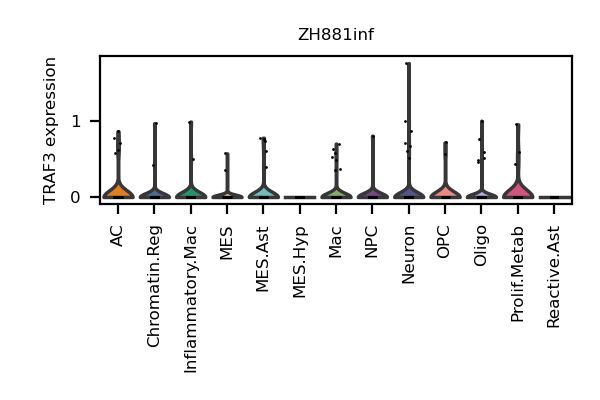 ZH881inf
TRAF3 expression
1
0
AC
Chromatin.Reg
Inflammatory.Mac
MES
MES.Ast
MES.Hyp
Mac
NPC
Neuron
OPC
Oligo
Prolif.Metab
Reactive.Ast